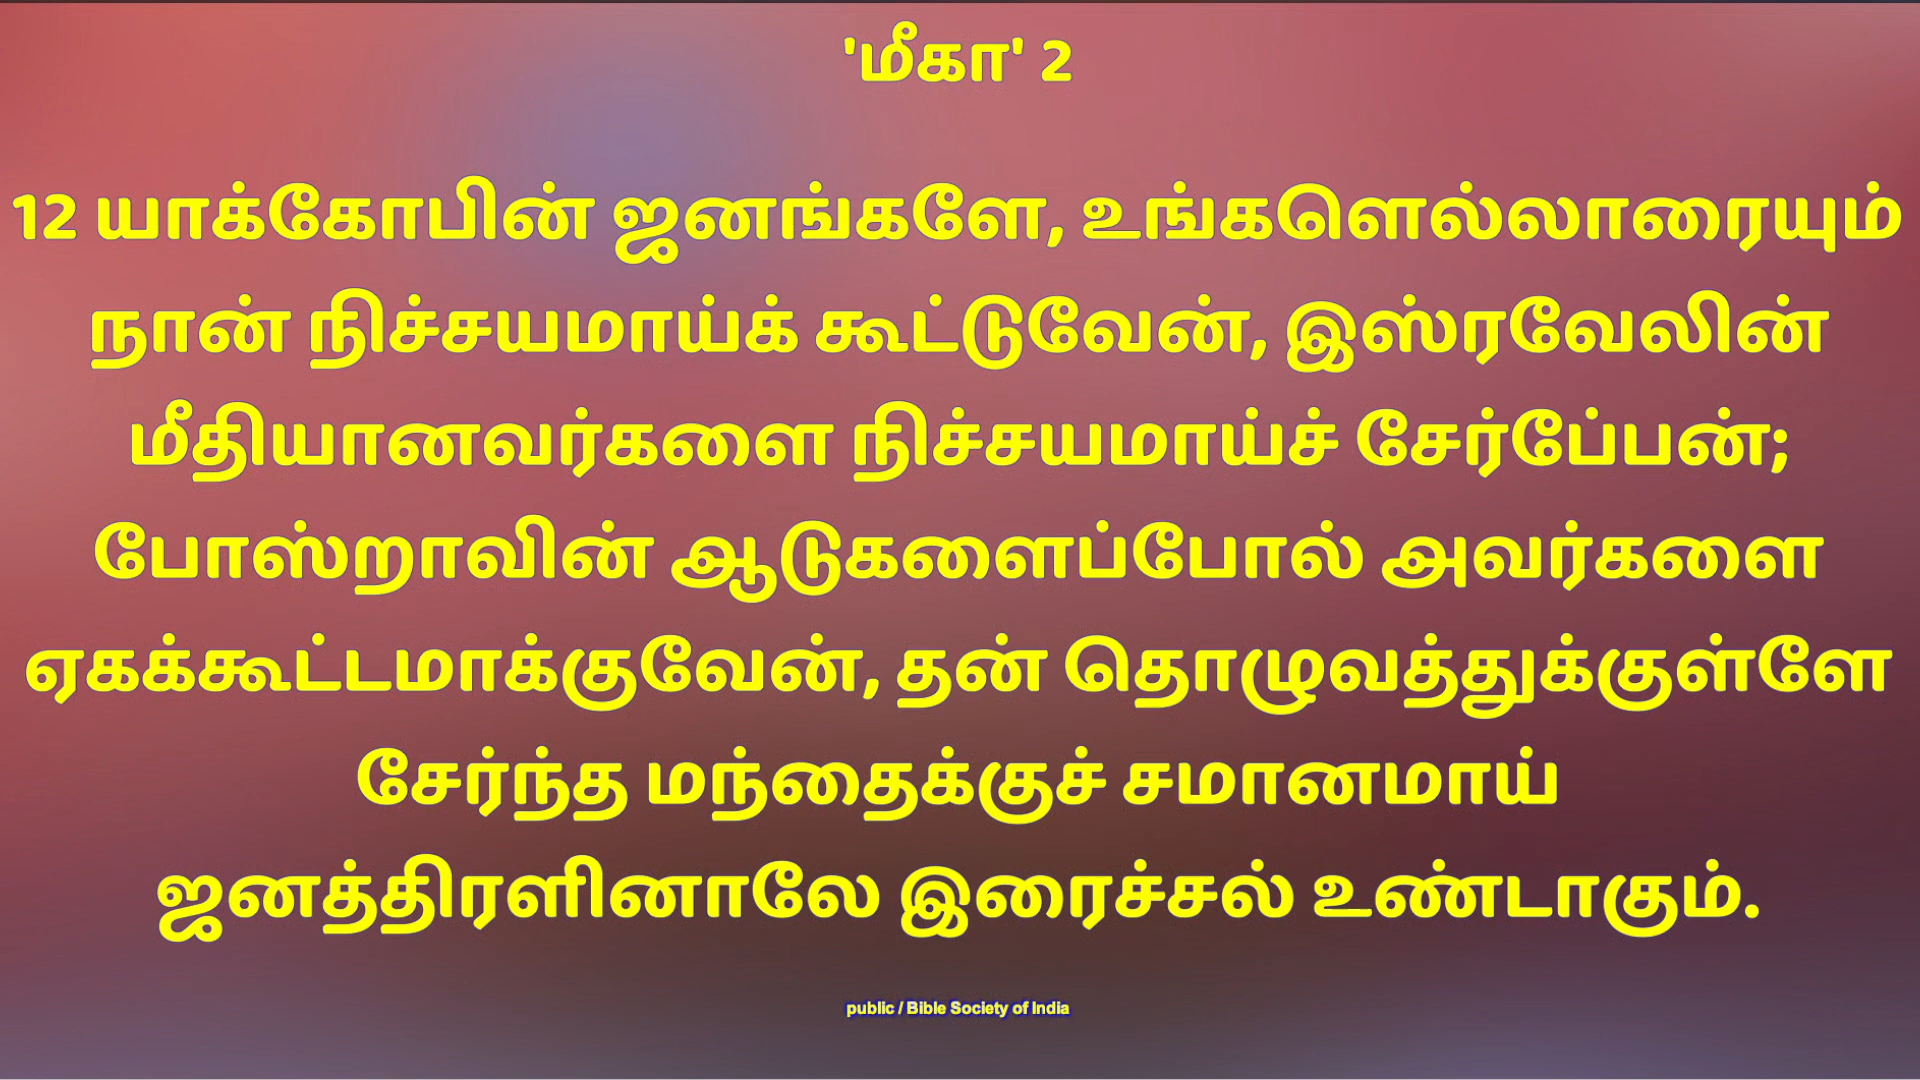 'மீகா' 2
12 யாக்கோபின் ஜனங்களே, உங்களெல்லாரையும்
நான் நிச்சயமாய்க் கூட்டுவேன், இஸ்ரவேலின்
மீதியானவர்களை நிச்சயமாய்ச் சேர்ப்பேன்;
போஸ்றாவின் ஆடுகளைப்போல் அவர்களை
ஏகக்கூட்டமாக்குவேன், தன் தொழுவத்துக்குள்ளே
சேர்ந்த மந்தைக்குச் சமானமாய்
ஜனத்திரளினாலே இரைச்சல் உண்டாகும்.
public / Bible Society of India